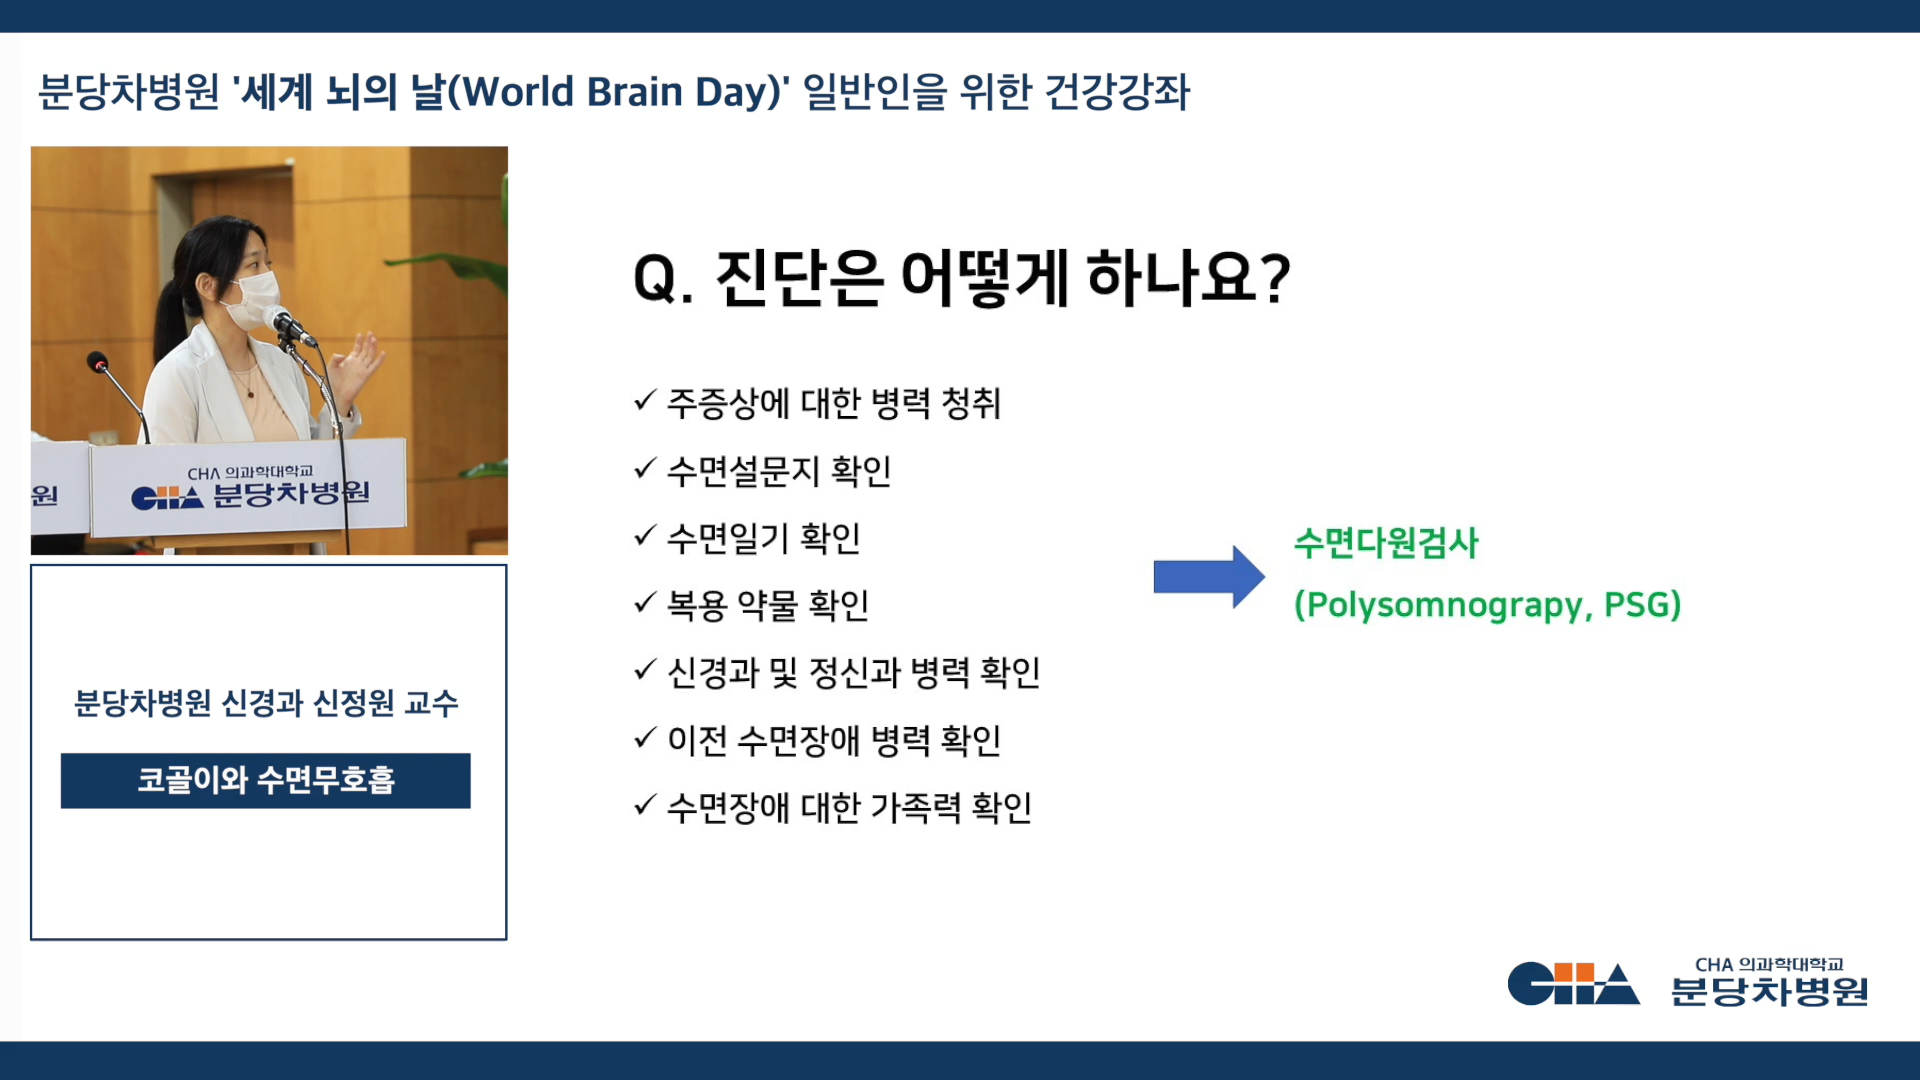 분당차병원 '세계 뇌의 날(World Brain Day)' 일반인을 위한 건강강좌
원
CHA 의과학대학교
CHA 분당차병원
분당차병원 신경과 신정원 교수
코골이와 수면무호흡
Q. 진단은 어떻게 하나요?
✓ 주증상에 대한 병력 청취
✓ 수면설문지 확인
✓ 수면일기 확인
✓ 복용 약물 확인
✓ 신경과 및 정신과 병력 확인
✓ 이전 수면장애 병력 확인
✓ 수면장애 대한 가족력 확인
수면다원검사
(Polysomnograpy, PSG)
CHA
CHA 의과학대학교
분당차병원